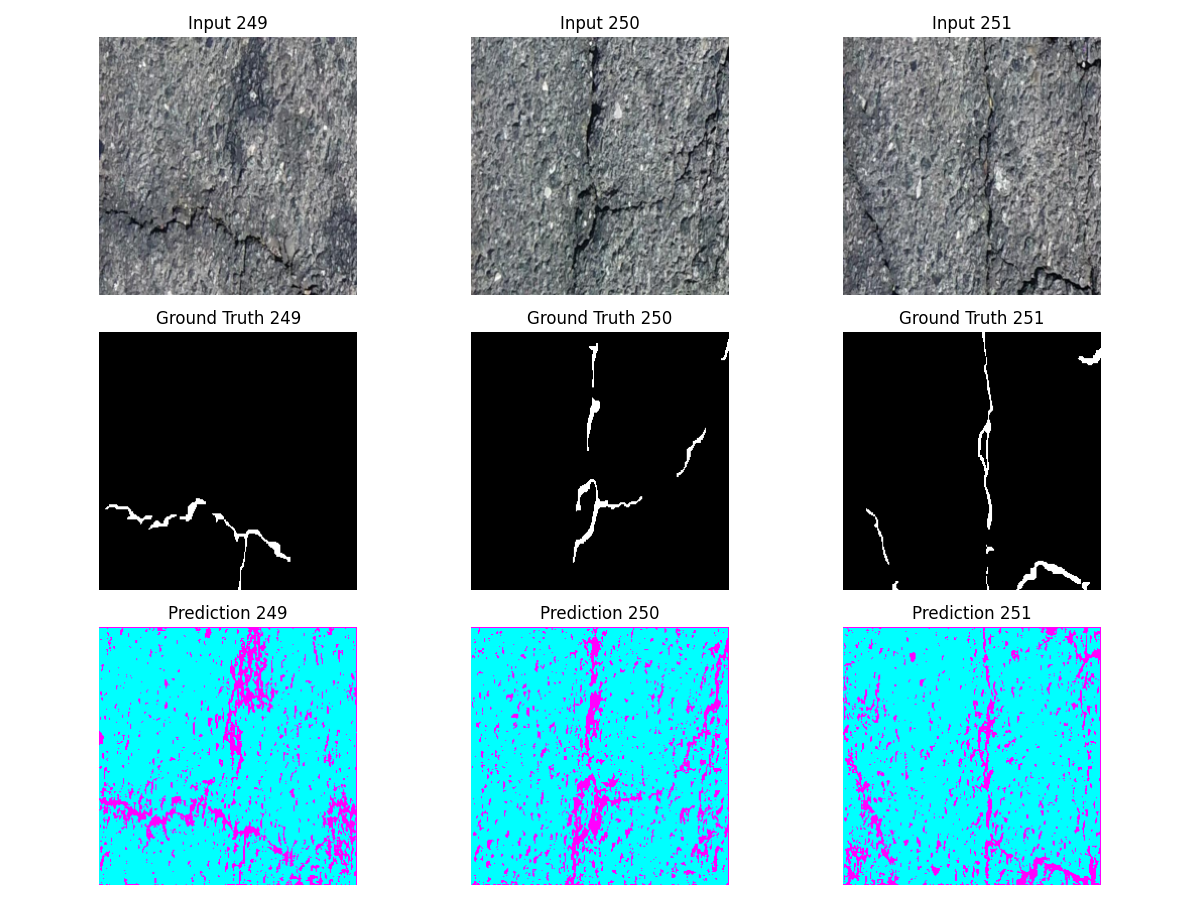 Input 249
Input 250
Input 251
Ground Truth 249
Ground Truth 250
Ground Truth 251
Prediction 249
Prediction 250
Prediction 251